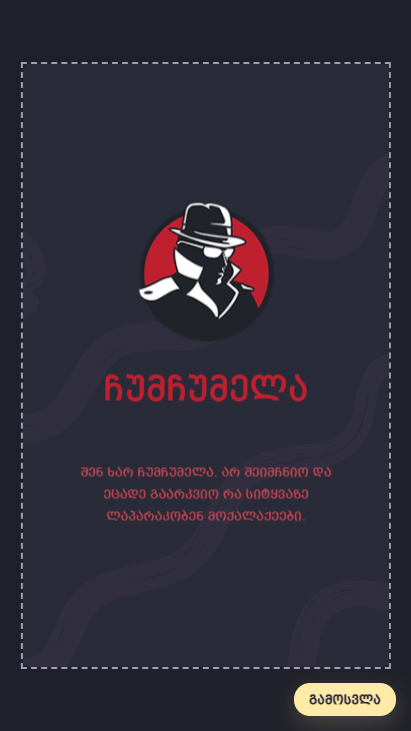 ჩუმჩუმელა
შენ ხარ ჩუმჩუმელა. არ შეიმჩნიო და
ეცადე გაარკვიო რა სიტყვაზე
ლაპარაკობენ მოქალაქეები.
გამოსვლა